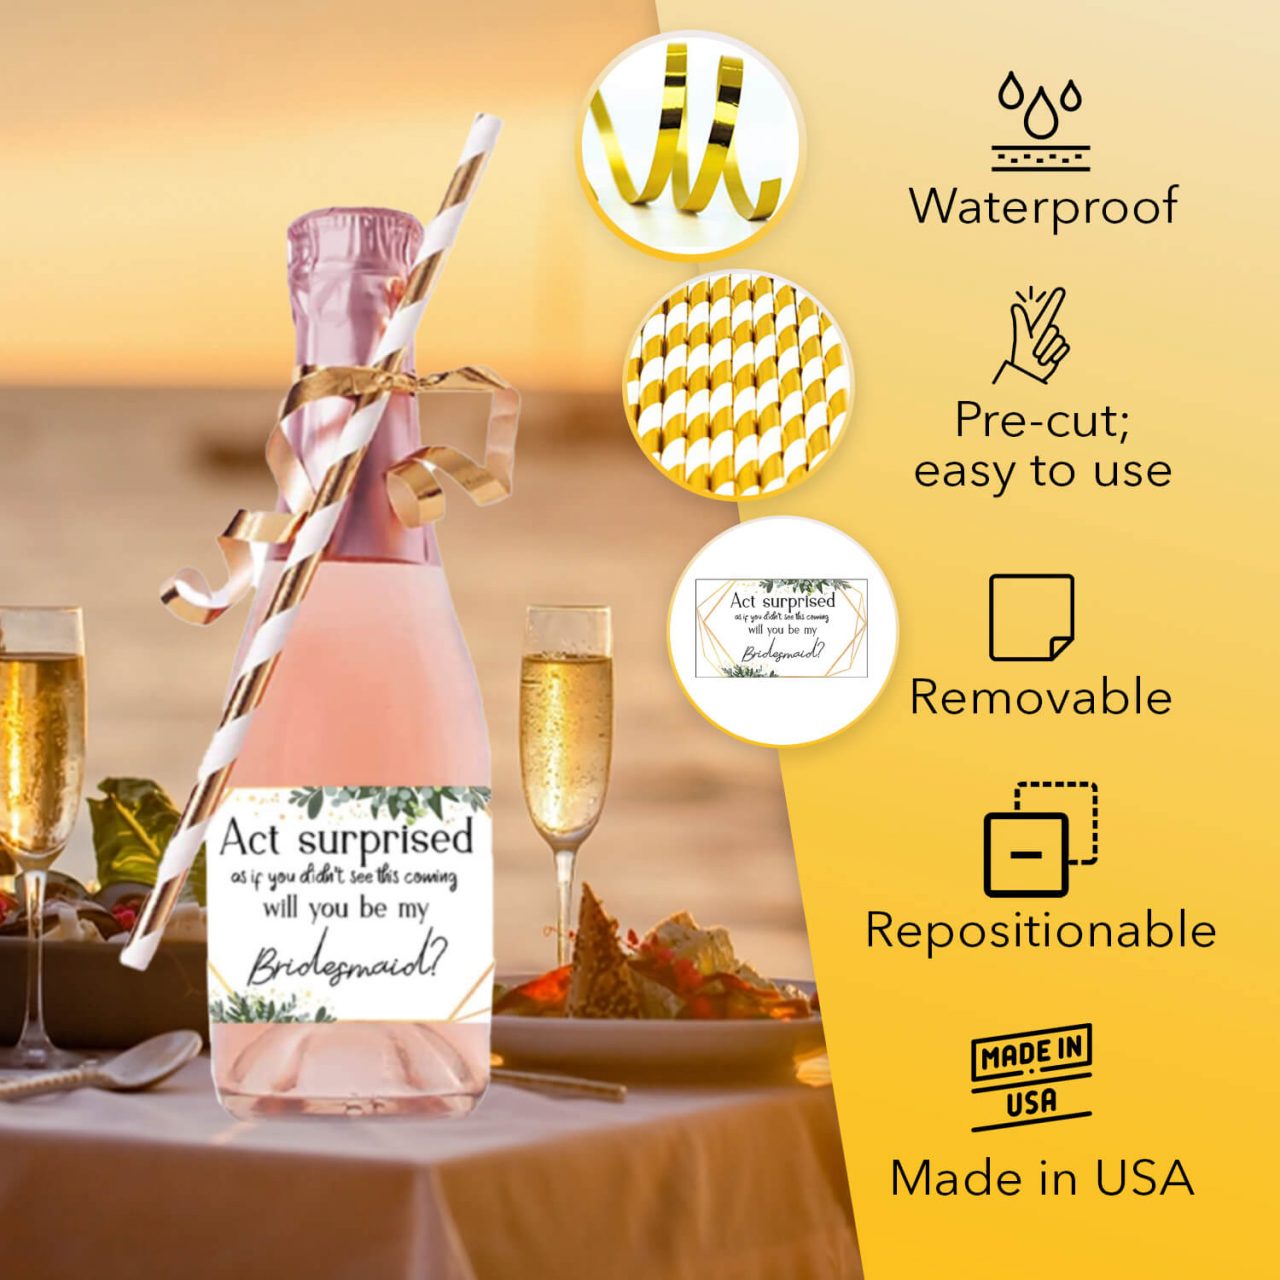 Act surprised
as if you didn't see this coming
will you be my
Bridesmaid?
Act surprised
as if you didn't see this coming
will you be my
Bridesmaid?
Waterproof
Pre-cut;
easy to use
Removable
Repositionable
MADE IN
USA
Made in USA